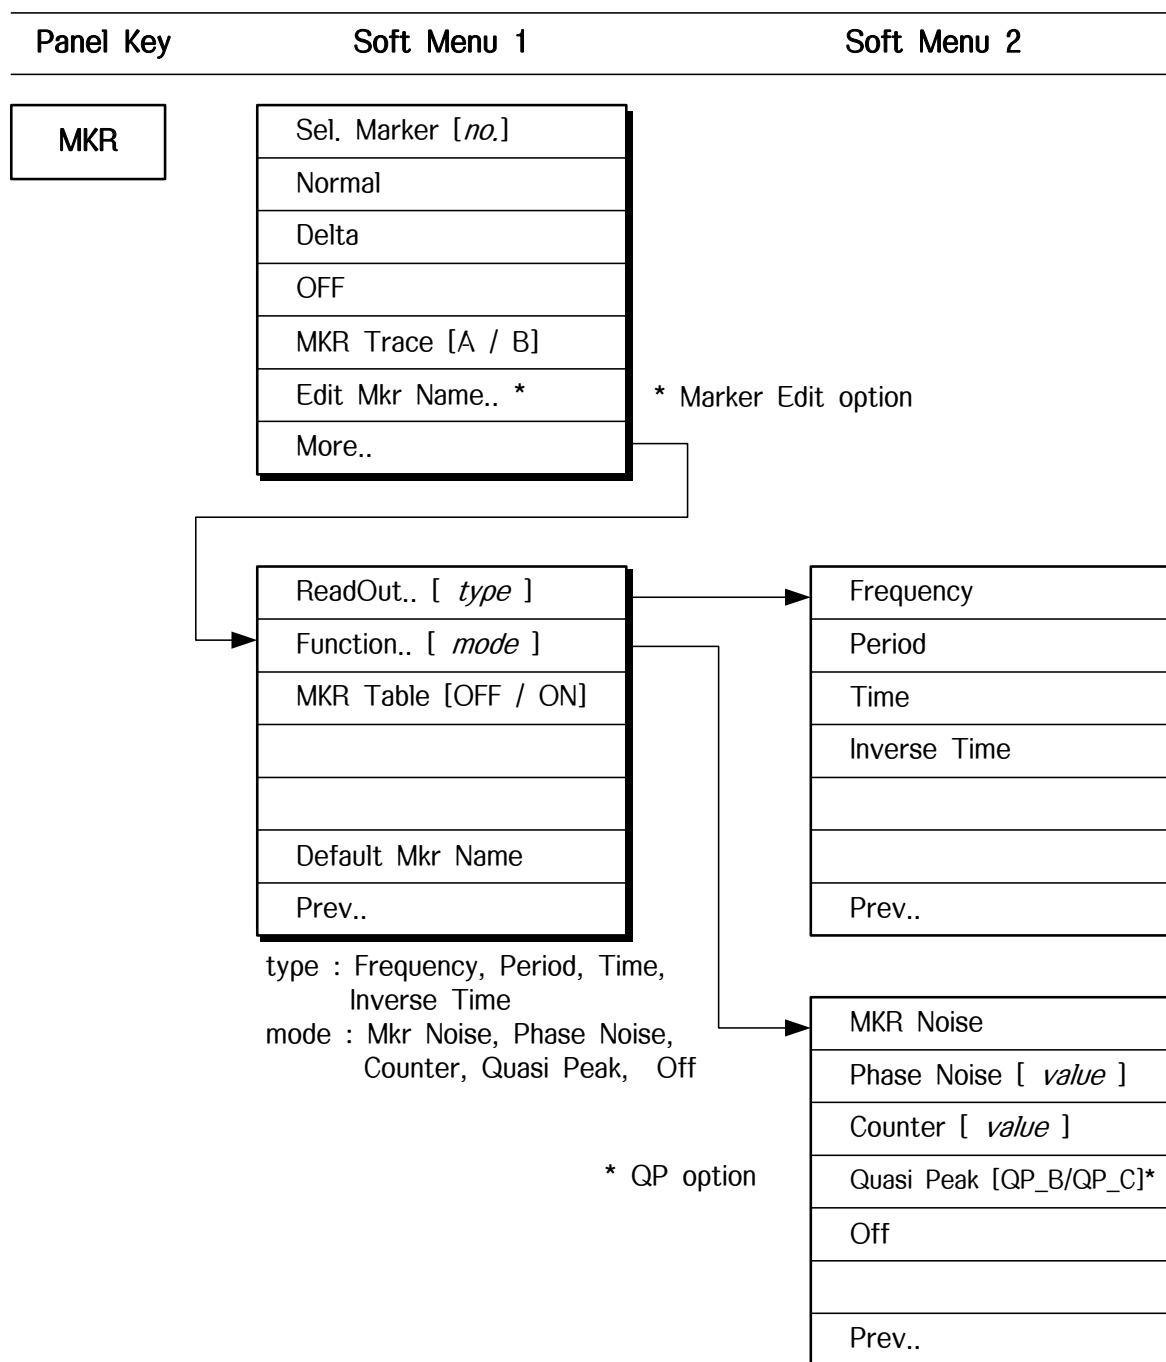 Panel Key Soft Menu 1 Soft Menu 2
MKR
Sel. Marker [no.]
Normal
Delta
OFF
MKR Trace [A / B]
Edit Mkr Name.. *
* Marker Edit option
More..
ReadOut.. [ type ]
Function.. [ mode ]
MKR Table [OFF / ON]
Default Mkr Name
Prev..
type : Frequency, Period, Time,
Inverse Time
mode : Mkr Noise, Phase Noise,
Counter, Quasi Peak, Off
Frequency
Period
Time
Inverse Time
Prev..
MKR Noise
Phase Noise [ value ]
Counter [ value ]
Quasi Peak [QP_B/QP_C]*
* QP option
Off
Prev..